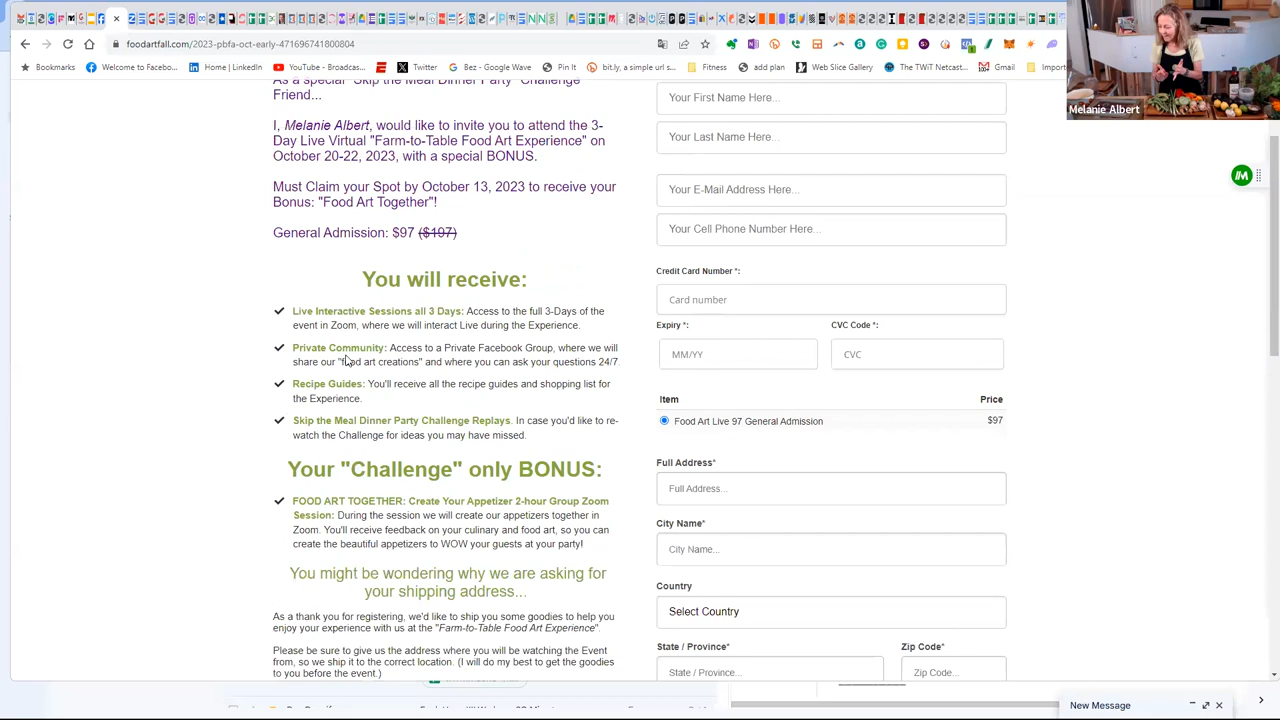 foodartfall.com/2023-pbfa-oct-early-471696741800804
Bookmarks
Welcome to Facebo...
Home | LinkedIn
YouTube - Broadcas...
Twitter
Bez - Google Wave
Pin It
bit.ly, a simple url s...
Fitness
add plan
Web Slice Gallery
The TWiT Netcast...
Gmail
Import
Melanie Albert
As a special "Skip the Meal Dinner Party" Challenge
Friend...
I, Melanie Albert, would like to invite you to attend the 3-
Day Live Virtual "Farm-to-Table Food Art Experience" on
October 20-22, 2023, with a special BONUS.
Must Claim your Spot by October 13, 2023 to receive your
Bonus: "Food Art Together"!
General Admission: $97 ($197)
You will receive:
Live Interactive Sessions all 3 Days: Access to the full 3-Days of the
event in Zoom, where we will interact Live during the Experience.
Private Community: Access to a Private Facebook Group, where we will
share our "food art creations" and where you can ask your questions 24/7.
Recipe Guides: You'll receive all the recipe guides and shopping list for
the Experience.
Skip the Meal Dinner Party Challenge Replays. In case you'd like to re-
watch the Challenge for ideas you may have missed.
Your "Challenge" only BONUS:
FOOD ART TOGETHER: Create Your Appetizer 2-hour Group Zoom
Session: During the session we will create our appetizers together in
Zoom. You'll receive feedback on your culinary and food art, so you can
create the beautiful appetizers to WOW your guests at your party!
You might be wondering why we are asking for
your shipping address...
As a thank you for registering, we'd like to ship you some goodies to help you
enjoy your experience with us at the "Farm-to-Table Food Art Experience".
Please be sure to give us the address where you will be watching the Event
from, so we ship it to the correct location. (I will do my best to get the goodies
to you before the event.)
Your First Name Here...
Your Last Name Here...
Your E-Mail Address Here...
Your Cell Phone Number Here...
Credit Card Number *:
Card number
Expiry *: CVC Code *:
MM/YY CVC
Item Price
Food Art Live 97 General Admission $97
Full Address*
Full Address...
City Name*
City Name...
Country
Select Country
State / Province* Zip Code*
State / Province... Zip Code...
New Message